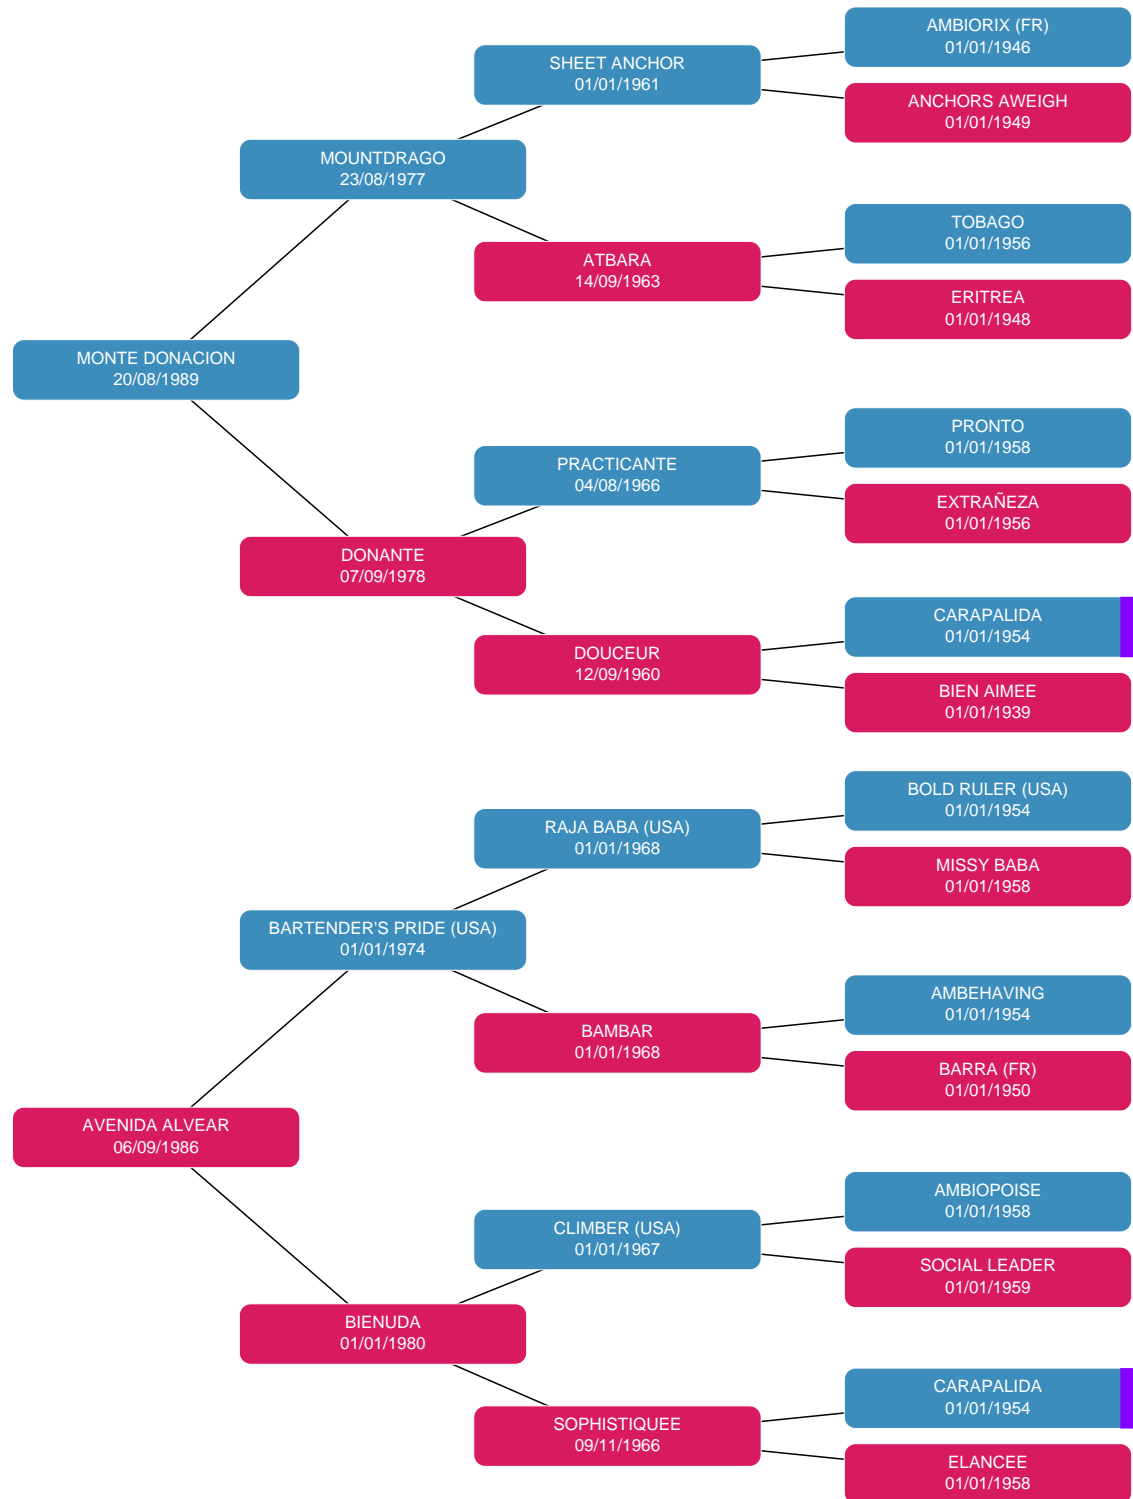 AMBIORIX (FR)
01/01/1946
SHEET ANCHOR
01/01/1961
ANCHORS AWEIGH
01/01/1949
MOUNTDRAGO
23/08/1977
TOBAGO
01/01/1956
ATBARA
14/09/1963
ERITREA
01/01/1948
MONTE DONACION
20/08/1989
PRONTO
01/01/1958
PRACTICANTE
04/08/1966
EXTRAÑEZA
01/01/1956
DONANTE
07/09/1978
CARAPALIDA
01/01/1954
DOUCEUR
12/09/1960
BIEN AIMEE
01/01/1939
BOLD RULER (USA)
01/01/1954
RAJA BABA (USA)
01/01/1968
MISSY BABA
01/01/1958
BARTENDER'S PRIDE (USA)
01/01/1974
AMBEHAVING
01/01/1954
BAMBAR
01/01/1968
BARRA (FR)
01/01/1950
AVENIDA ALVEAR
06/09/1986
AMBIOPOISE
01/01/1958
CLIMBER (USA)
01/01/1967
SOCIAL LEADER
01/01/1959
BIENUDA
01/01/1980
CARAPALIDA
01/01/1954
SOPHISTIQUEE
09/11/1966
ELANCEE
01/01/1958